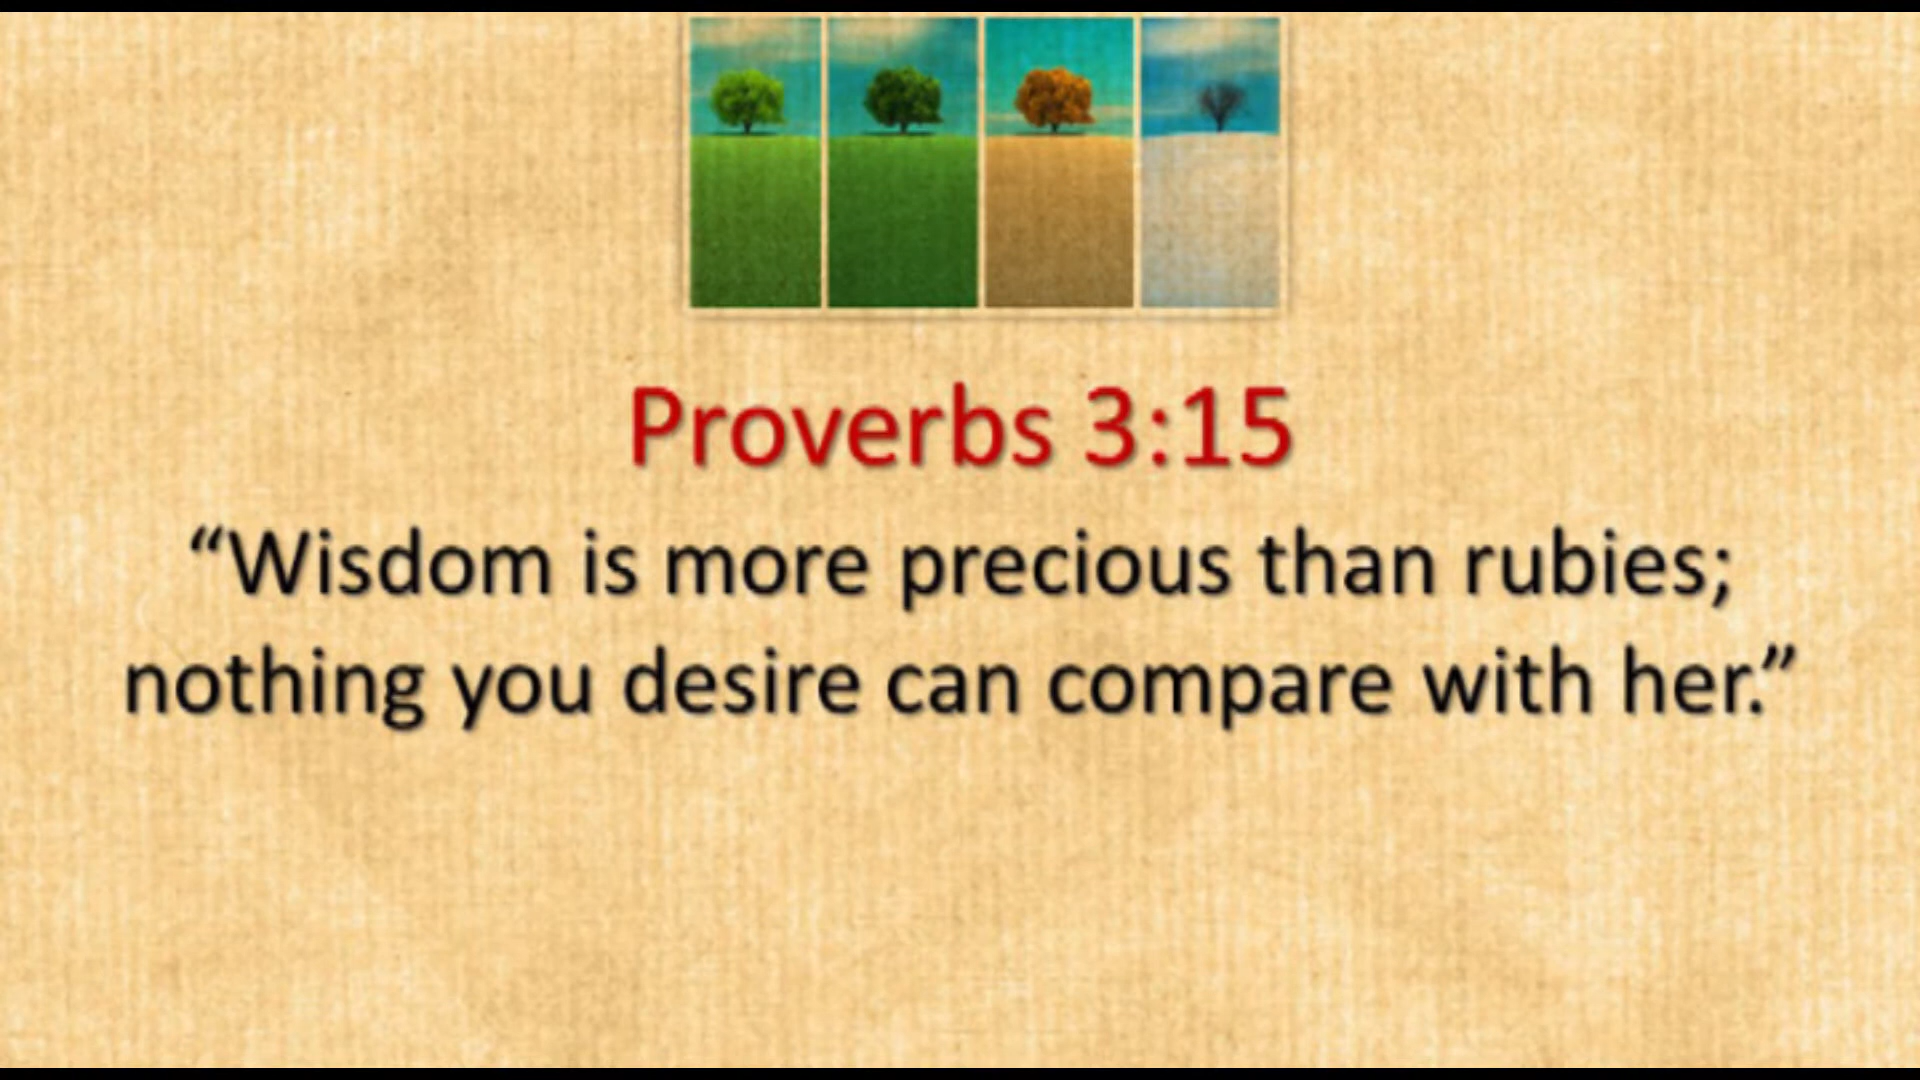 Proverbs 3:15
“Wisdom is more precious than rubies;
nothing you desire can compare with her.”